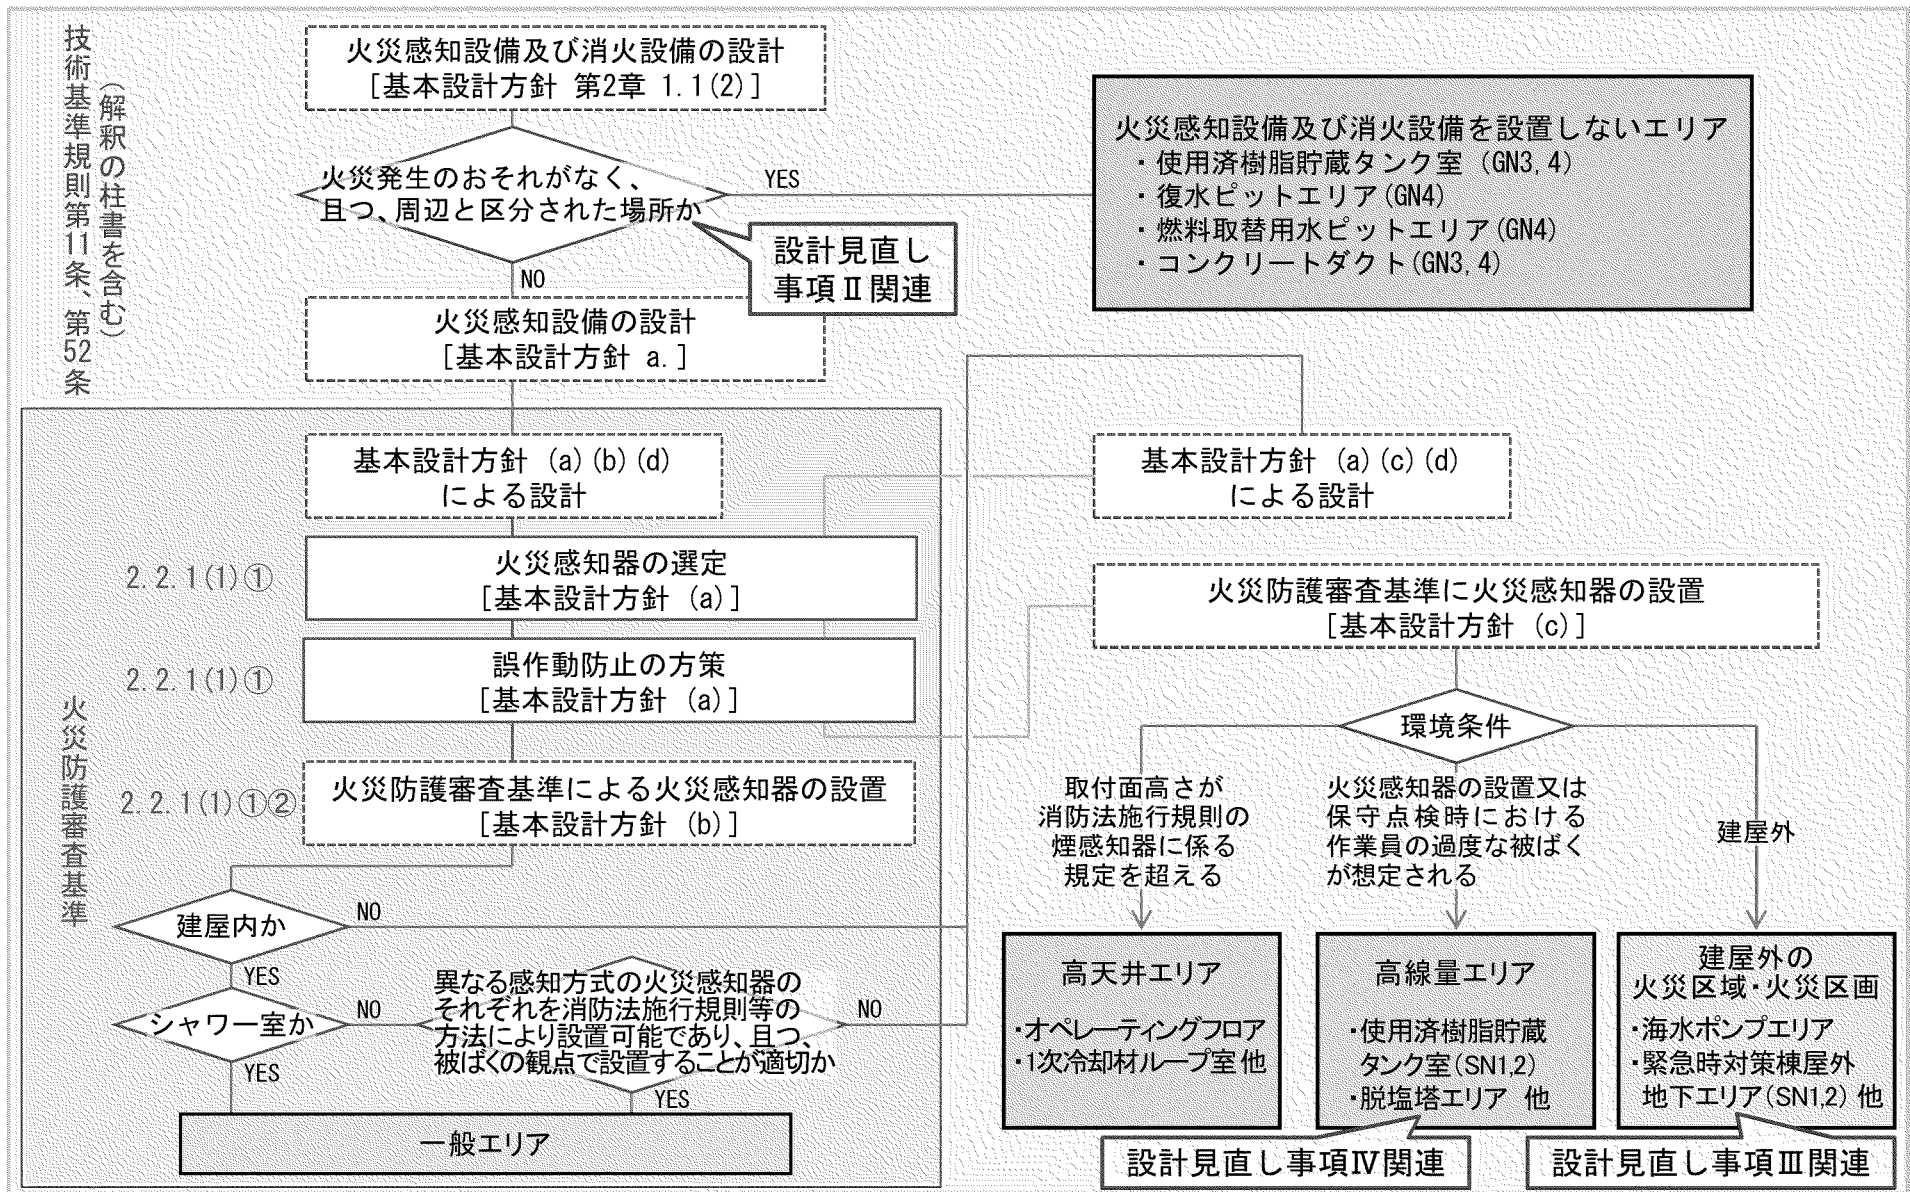 技術基準規則第11条、第52条
（解釈の柱書を含む）
火災感知設備及び消火設備の設計
[基本設計方針 第2章 1.1(2)]
火災発生のおそれがなく、
且つ、周辺と区分された場所か
YES
NO
設計見直し
事項Ⅱ関連
火災感知設備及び消火設備を設置しないエリア
・使用済樹脂貯蔵タンク室 (GN3,4)
・復水ピットエリア(GN4)
・燃料取替用水ピットエリア(GN4)
・コンクリートダクト(GN3,4)
火災感知設備の設計
[基本設計方針 a.]
火災防護審査基準
基本設計方針 (a)(b)(d)
による設計
2.2.1(1)①
火災感知器の選定
[基本設計方針 (a)]
2.2.1(1)①
誤作動防止の方策
[基本設計方針 (a)]
2.2.1(1)①②
火災防護審査基準による火災感知器の設置
[基本設計方針 (b)]
建屋内か
NO
YES
シャワー室か
NO
YES
異なる感知方式の火災感知器の
それぞれを消防法施行規則等の
方法により設置可能であり、且つ、
被ばくの観点で設置することが適切か
NO
YES
一般エリア
基本設計方針 (a)(c)(d)
による設計
火災防護審査基準に火災感知器の設置
[基本設計方針 (c)]
環境条件
取付面高さが
消防法施行規則の
煙感知器に係る
規定を超える
火災感知器の設置又は
保守点検時における
作業員の過度な被ばく
が想定される
建屋外
高天井エリア
・オペレーティングフロア
・1次冷却材ループ室 他
高線量エリア
・使用済樹脂貯蔵
タンク室(SN1,2)
・脱塩塔エリア 他
建屋外の
火災区域・火災区画
・海水ポンプエリア
・緊急時対策棟屋外
地下エリア(SN1,2) 他
設計見直し事項Ⅳ関連
設計見直し事項Ⅲ関連